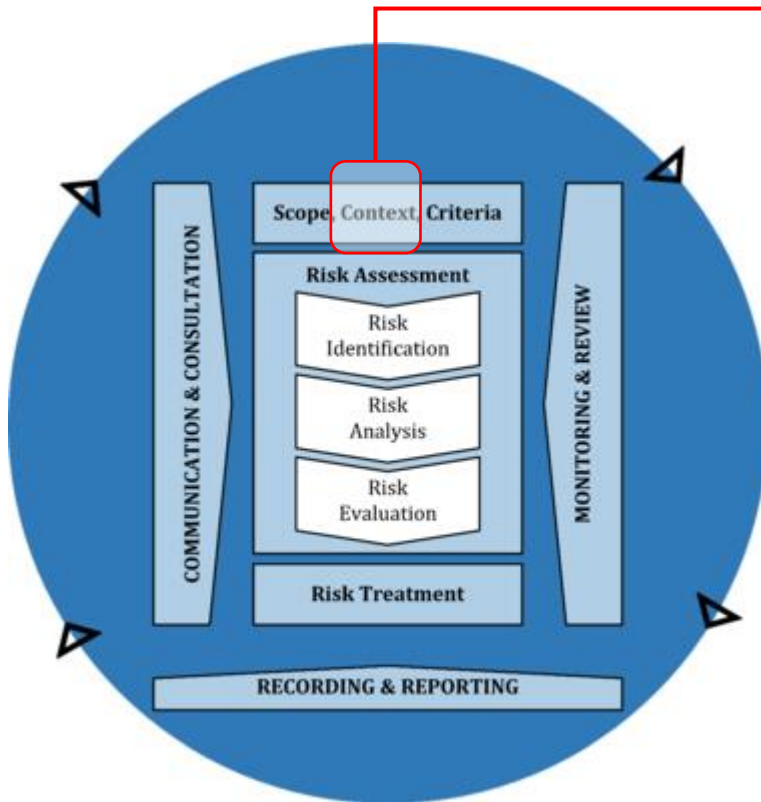 Scope, Context, Criteria
Risk Assessment
Risk
Identification
Risk
Analysis
Risk
Evaluation
Risk Treatment
COMMUNICATION & CONSULTATION
MONITORING & REVIEW
RECORDING & REPORTING